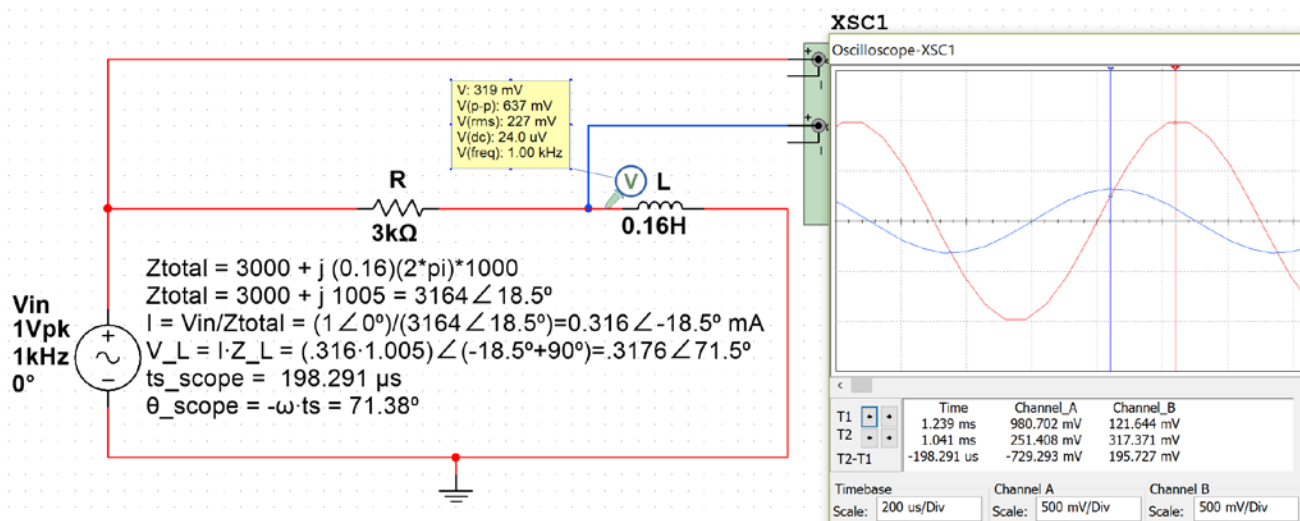 XSC1
Oscilloscope-XSC1
V: 319 mV
V(p-p): 637 mV
V(rms): 227 mV
V(dc): 24.0 uV
V(freq): 1.00 kHz
V
R
3kΩ
L
0.16H
Vin
1Vpk
1kHz
0°
Ztotal = 3000 + j (0.16)(2*pi)*1000
Ztotal = 3000 + j 1005 = 3164∠18.5º
I = Vin/Ztotal = (1∠0º)/(3164∠18.5º)=0.316∠-18.5º mA
V_L = I·Z_L = (.316·1.005)∠(-18.5º+90º)=.3176∠71.5º
ts_scope = 198.291 µs
θ_scope = -ω·ts = 71.38º
Time Channel_A Channel_B
T1 1.239 ms 980.702 mV 121.644 mV
T2 1.041 ms 251.408 mV 317.371 mV
T2-T1 -198.291 us -729.293 mV 195.727 mV
Timebase
Scale: 200 us/Div
Channel A
Scale: 500 mV/Div
Channel B
Scale: 500 mV/Div